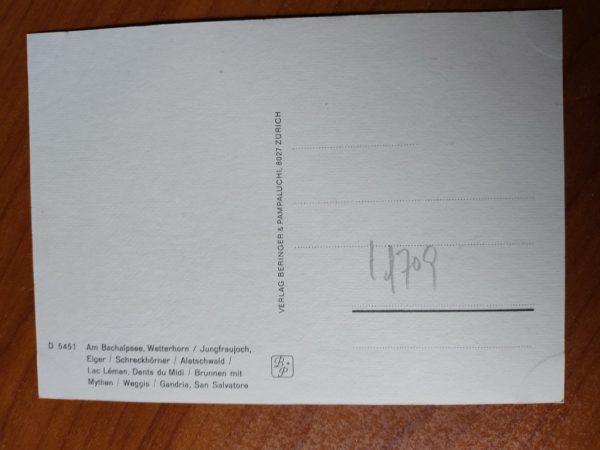 D 5451 Am Bachalpsee, Wetterhorn / Jungfraujoch,
Eiger / Schreckhörner / Aletschwald /
Lac Léman, Dents du Midi / Brunnen mit
Mythen / Weggis / Gandria, San Salvatore
VERLAG BERINGER & PAMPALUCHI, 8027 ZÜRICH
B+P